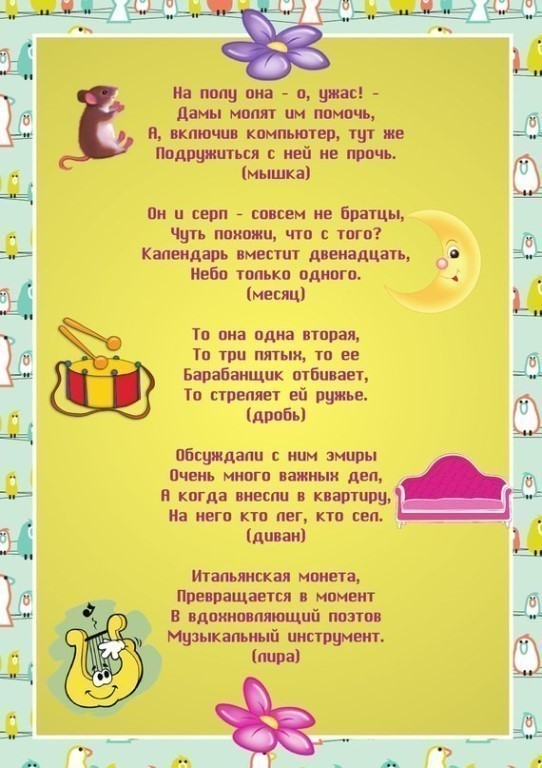 На полу она - о, ужас! -
Дамы молят им помочь,
А, включив компьютер, тут же
Подружиться с ней не прочь.
(мышка)
Он и серп - совсем не братцы,
Чуть похожи, что с того?
Календарь вместит двенадцать,
Небо только одного.
(месяц)
То она одна вторая,
То три пятых, то ее
Барабанщик отбивает,
То стреляет ей ружье.
(дробь)
Обсуждали с ним эмиры
Очень много важных дел,
А когда внесли в квартиру,
На него кто лег, кто сел.
(диван)
Итальянская монета,
Превращается в момент
В вдохновляющий поэтов
Музыкальный инструмент.
(лира)